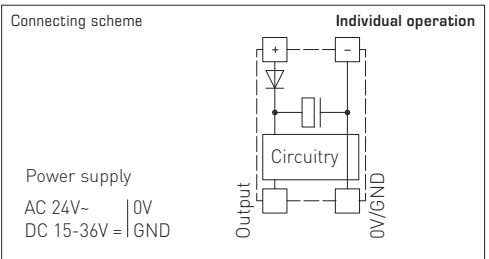 Connecting scheme
Individual operation
+
−
Circuitry
Power supply
AC 24V~ | 0V
DC 15-36V = | GND
Output
0V/GND